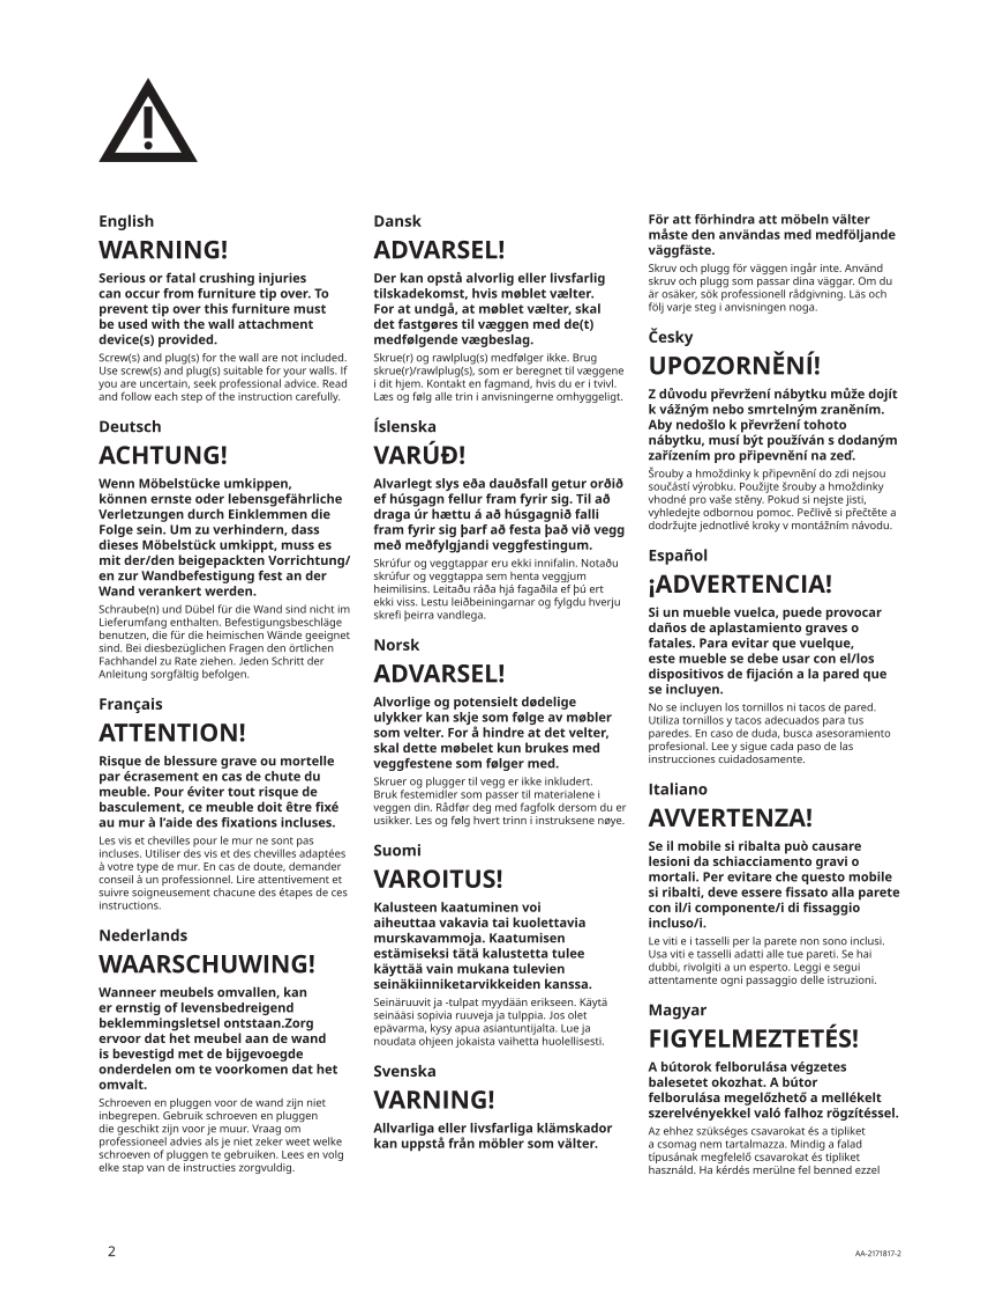 English
WARNING!
Serious or fatal crushing injuries
can occur from furniture tip over. To
prevent tip over this furniture must
be used with the wall attachment
device(s) provided.
Screw(s) and plug(s) for the wall are not included.
Use screw(s) and plug(s) suitable for your walls. If
you are uncertain, seek professional advice. Read
and follow each step of the instruction carefully.
Deutsch
ACHTUNG!
Wenn Möbelstücke umkippen,
können ernste oder lebensgefährliche
Verletzungen durch Einklemmen die
Folge sein. Um zu verhindern, dass
dieses Möbelstück umkippt, muss es
mit der/den beigepackten Vorrichtung/
en zur Wandbefestigung fest an der
Wand verankert werden.
Schraube(n) und Dübel für die Wand sind nicht im
Lieferumfang enthalten. Befestigungsbeschläge
benutzen, die für die heimischen Wände geeignet
sind. Bei diesbezüglichen Fragen den örtlichen
Fachhandel zu Rate ziehen. Jeden Schritt der
Anleitung sorgfältig befolgen.
Français
ATTENTION!
Risque de blessure grave ou mortelle
par écrasement en cas de chute du
meuble. Pour éviter tout risque de
basculement, ce meuble doit être fixé
au mur à l'aide des fixations incluses.
Les vis et chevilles pour le mur ne sont pas
incluses. Utiliser des vis et des chevilles adaptées
à votre type de mur. En cas de doute, demander
conseil à un professionnel. Lire attentivement et
suivre soigneusement chacune des étapes de ces
instructions.
Nederlands
WAARSCHUWING!
Wanneer meubels omvallen, kan
er ernstig of levensbedreigend
beklemmingsletsel ontstaan.Zorg
ervoor dat het meubel aan de wand
is bevestigd met de bijgevoegde
onderdelen om te voorkomen dat het
omvalt.
Schroeven en pluggen voor de wand zijn niet
inbegrepen. Gebruik schroeven en pluggen
die geschikt zijn voor je muur. Vraag om
professioneel advies als je niet zeker weet welke
schroeven of pluggen te gebruiken. Lees en volg
elke stap van de instructies zorgvuldig.
Dansk
ADVARSEL!
Der kan opstå alvorlig eller livsfarlig
tilskadekomst, hvis møblet vælter.
For at undgå, at møblet vælter, skal
det fastgøres til væggen med de(t)
medfølgende vægbeslag.
Skrue(r) og rawlplug(s) medfølger ikke. Brug
skrue(r)/rawlplug(s), som er beregnet til væggene
i dit hjem. Kontakt en fagmand, hvis du er i tvivl.
Læs og følg alle trin i anvisningerne omhyggeligt.
Íslenska
VARÚÐ!
Alvarlegt slys eða dauðsfall getur orðið
ef húsgagn fellur fram fyrir sig. Til að
draga úr hættu á að húsgagnið falli
fram fyrir sig þarf að festa það við vegg
með meðfylgjandi veggfestingum.
Skrúfur og veggtappar eru ekki innifalin. Notaðu
skrúfur og veggtappa sem henta veggjum
heimilisins. Leitaðu ráða hjá fagaðila ef þú ert
ekki viss. Lestu leiðbeiningarnar og fylgdu hverju
skrefi þeirra vandlega.
Norsk
ADVARSEL!
Alvorlige og potensielt dødelige
ulykker kan skje som følge av møbler
som velter. For å hindre at det velter,
skal dette møbelet kun brukes med
veggfestene som følger med.
Skruer og plugger til vegg er ikke inkludert.
Bruk festemidler som passer til materialene i
veggen din. Rådfør deg med fagfolk dersom du er
usikker. Les og følg hvert trinn i instruksene nøye.
Suomi
VAROITUS!
Kalusteen kaatuminen voi
aiheuttaa vakavia tai kuolettavia
murskavammoja. Kaatumisen
estämiseksi tätä kalustetta tulee
käyttää vain mukana tulevien
seinäkiinniketarvikkeiden kanssa.
Seinäruuvit ja -tulpat myydään erikseen. Käytä
seinääsi sopivia ruuveja ja tulppia. Jos olet
epävarma, kysy apua asiantuntijalta. Lue ja
noudata ohjeen jokaista vaihetta huolellisesti.
Svenska
VARNING!
Allvarliga eller livsfarliga klämskador
kan uppstå från möbler som välter.
För att förhindra att möbeln välter
måste den användas med medföljande
väggfäste.
Skruv och plugg för väggen ingår inte. Använd
skruv och plugg som passar dina väggar. Om du
är osäker, sök professionell rådgivning. Läs och
följ varje steg i anvisningen noga.
Česky
UPOZORNĚNÍ!
Z důvodu převržení nábytku může dojít
k vážným nebo smrtelným zraněním.
Aby nedošlo k převržení tohoto
nábytku, musí být používán s dodaným
zařízením pro připevnění na zeď.
Šrouby a hmoždinky k připevnění do zdi nejsou
součástí výrobku. Použijte šrouby a hmoždinky
vhodné pro vaše stěny. Pokud si nejste jisti,
vyhledejte odbornou pomoc. Pečlivě si přečtěte a
dodržujte jednotlivé kroky v montážním návodu.
Español
¡ADVERTENCIA!
Si un mueble vuelca, puede provocar
daños de aplastamiento graves o
fatales. Para evitar que vuelque,
este mueble se debe usar con el/los
dispositivos de fijación a la pared que
se incluyen.
No se incluyen los tornillos ni tacos de pared.
Utiliza tornillos y tacos adecuados para tus
paredes. En caso de duda, busca asesoramiento
profesional. Lee y sigue cada paso de las
instrucciones cuidadosamente.
Italiano
AVVERTENZA!
Se il mobile si ribalta può causare
lesioni da schiacciamento gravi o
mortali. Per evitare che questo mobile
si ribalti, deve essere fissato alla parete
con il/i componente/i di fissaggio
incluso/i.
Le viti e i tasselli per la parete non sono inclusi.
Usa viti e tasselli adatti alle tue pareti. Se hai
dubbi, rivolgiti a un esperto. Leggi e segui
attentamente ogni passaggio delle istruzioni.
Magyar
FIGYELMEZTETÉS!
A bútorok felborulása végzetes
balesetet okozhat. A bútor
felborulása megelőzhető a mellékelt
szerelvényekkel való falhoz rögzítéssel.
Az ehhez szükséges csavarokat és a tipliket
a csomag nem tartalmazza. Mindig a falad
típusának megfelelő csavarokat és tipliket
használd. Ha kérdés merülne fel benned ezzel
2
AA-2171817-2